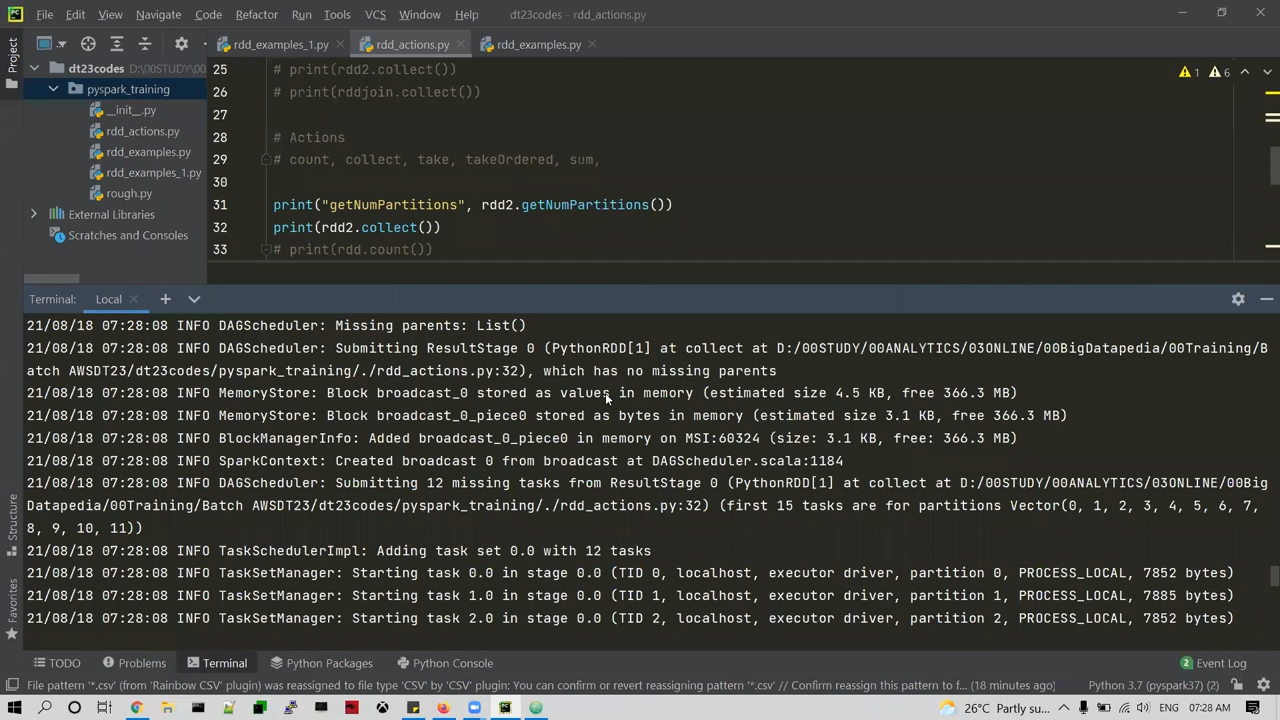 File Edit View Navigate Code Refactor Run Tools VCS Window Help dt23codes - rdd_actions.py
Project
rdd_examples_1.py rdd_actions.py rdd_examples.py
dt23codes D:\00STUDY\00
pyspark_training
__init__.py
rdd_actions.py
rdd_examples.py
rdd_examples_1.py
rough.py
External Libraries
Scratches and Consoles
1 6
25 # print(rdd2.collect())
26 # print(rddjoin.collect())
27
28 # Actions
29 # count, collect, take, takeOrdered, sum,
30
31 print("getNumPartitions", rdd2.getNumPartitions())
32 print(rdd2.collect())
33 # print(rdd.count())
Terminal: Local
21/08/18 07:28:08 INFO DAGScheduler: Missing parents: List()
21/08/18 07:28:08 INFO DAGScheduler: Submitting ResultStage 0 (PythonRDD[1] at collect at D:/00STUDY/00ANALYTICS/03ONLINE/00BigDatapedia/00Training/B
atch AWSDT23/dt23codes/pyspark_training/./rdd_actions.py:32), which has no missing parents
21/08/18 07:28:08 INFO MemoryStore: Block broadcast_0 stored as values in memory (estimated size 4.5 KB, free 366.3 MB)
21/08/18 07:28:08 INFO MemoryStore: Block broadcast_0_piece0 stored as bytes in memory (estimated size 3.1 KB, free 366.3 MB)
21/08/18 07:28:08 INFO BlockManagerInfo: Added broadcast_0_piece0 in memory on MSI:60324 (size: 3.1 KB, free: 366.3 MB)
21/08/18 07:28:08 INFO SparkContext: Created broadcast 0 from broadcast at DAGScheduler.scala:1184
21/08/18 07:28:08 INFO DAGScheduler: Submitting 12 missing tasks from ResultStage 0 (PythonRDD[1] at collect at D:/00STUDY/00ANALYTICS/03ONLINE/00Big
Datapedia/00Training/Batch AWSDT23/dt23codes/pyspark_training/./rdd_actions.py:32) (first 15 tasks are for partitions Vector(0, 1, 2, 3, 4, 5, 6, 7,
8, 9, 10, 11))
21/08/18 07:28:08 INFO TaskSchedulerImpl: Adding task set 0.0 with 12 tasks
21/08/18 07:28:08 INFO TaskSetManager: Starting task 0.0 in stage 0.0 (TID 0, localhost, executor driver, partition 0, PROCESS_LOCAL, 7852 bytes)
21/08/18 07:28:08 INFO TaskSetManager: Starting task 1.0 in stage 0.0 (TID 1, localhost, executor driver, partition 1, PROCESS_LOCAL, 7885 bytes)
21/08/18 07:28:08 INFO TaskSetManager: Starting task 2.0 in stage 0.0 (TID 2, localhost, executor driver, partition 2, PROCESS_LOCAL, 7852 bytes)
Structure
Favorites
TODO Problems Terminal Python Packages Python Console 2 Event Log
File pattern '*.csv' (from 'Rainbow CSV' plugin) was reassigned to file type 'CSV' by 'CSV' plugin: You can confirm or revert reassigning pattern '*.csv' // Confirm reassign this pattern to f... (18 minutes ago) Python 3.7 (pyspark37) (2)
26°C Partly su... ENG 07:28 AM